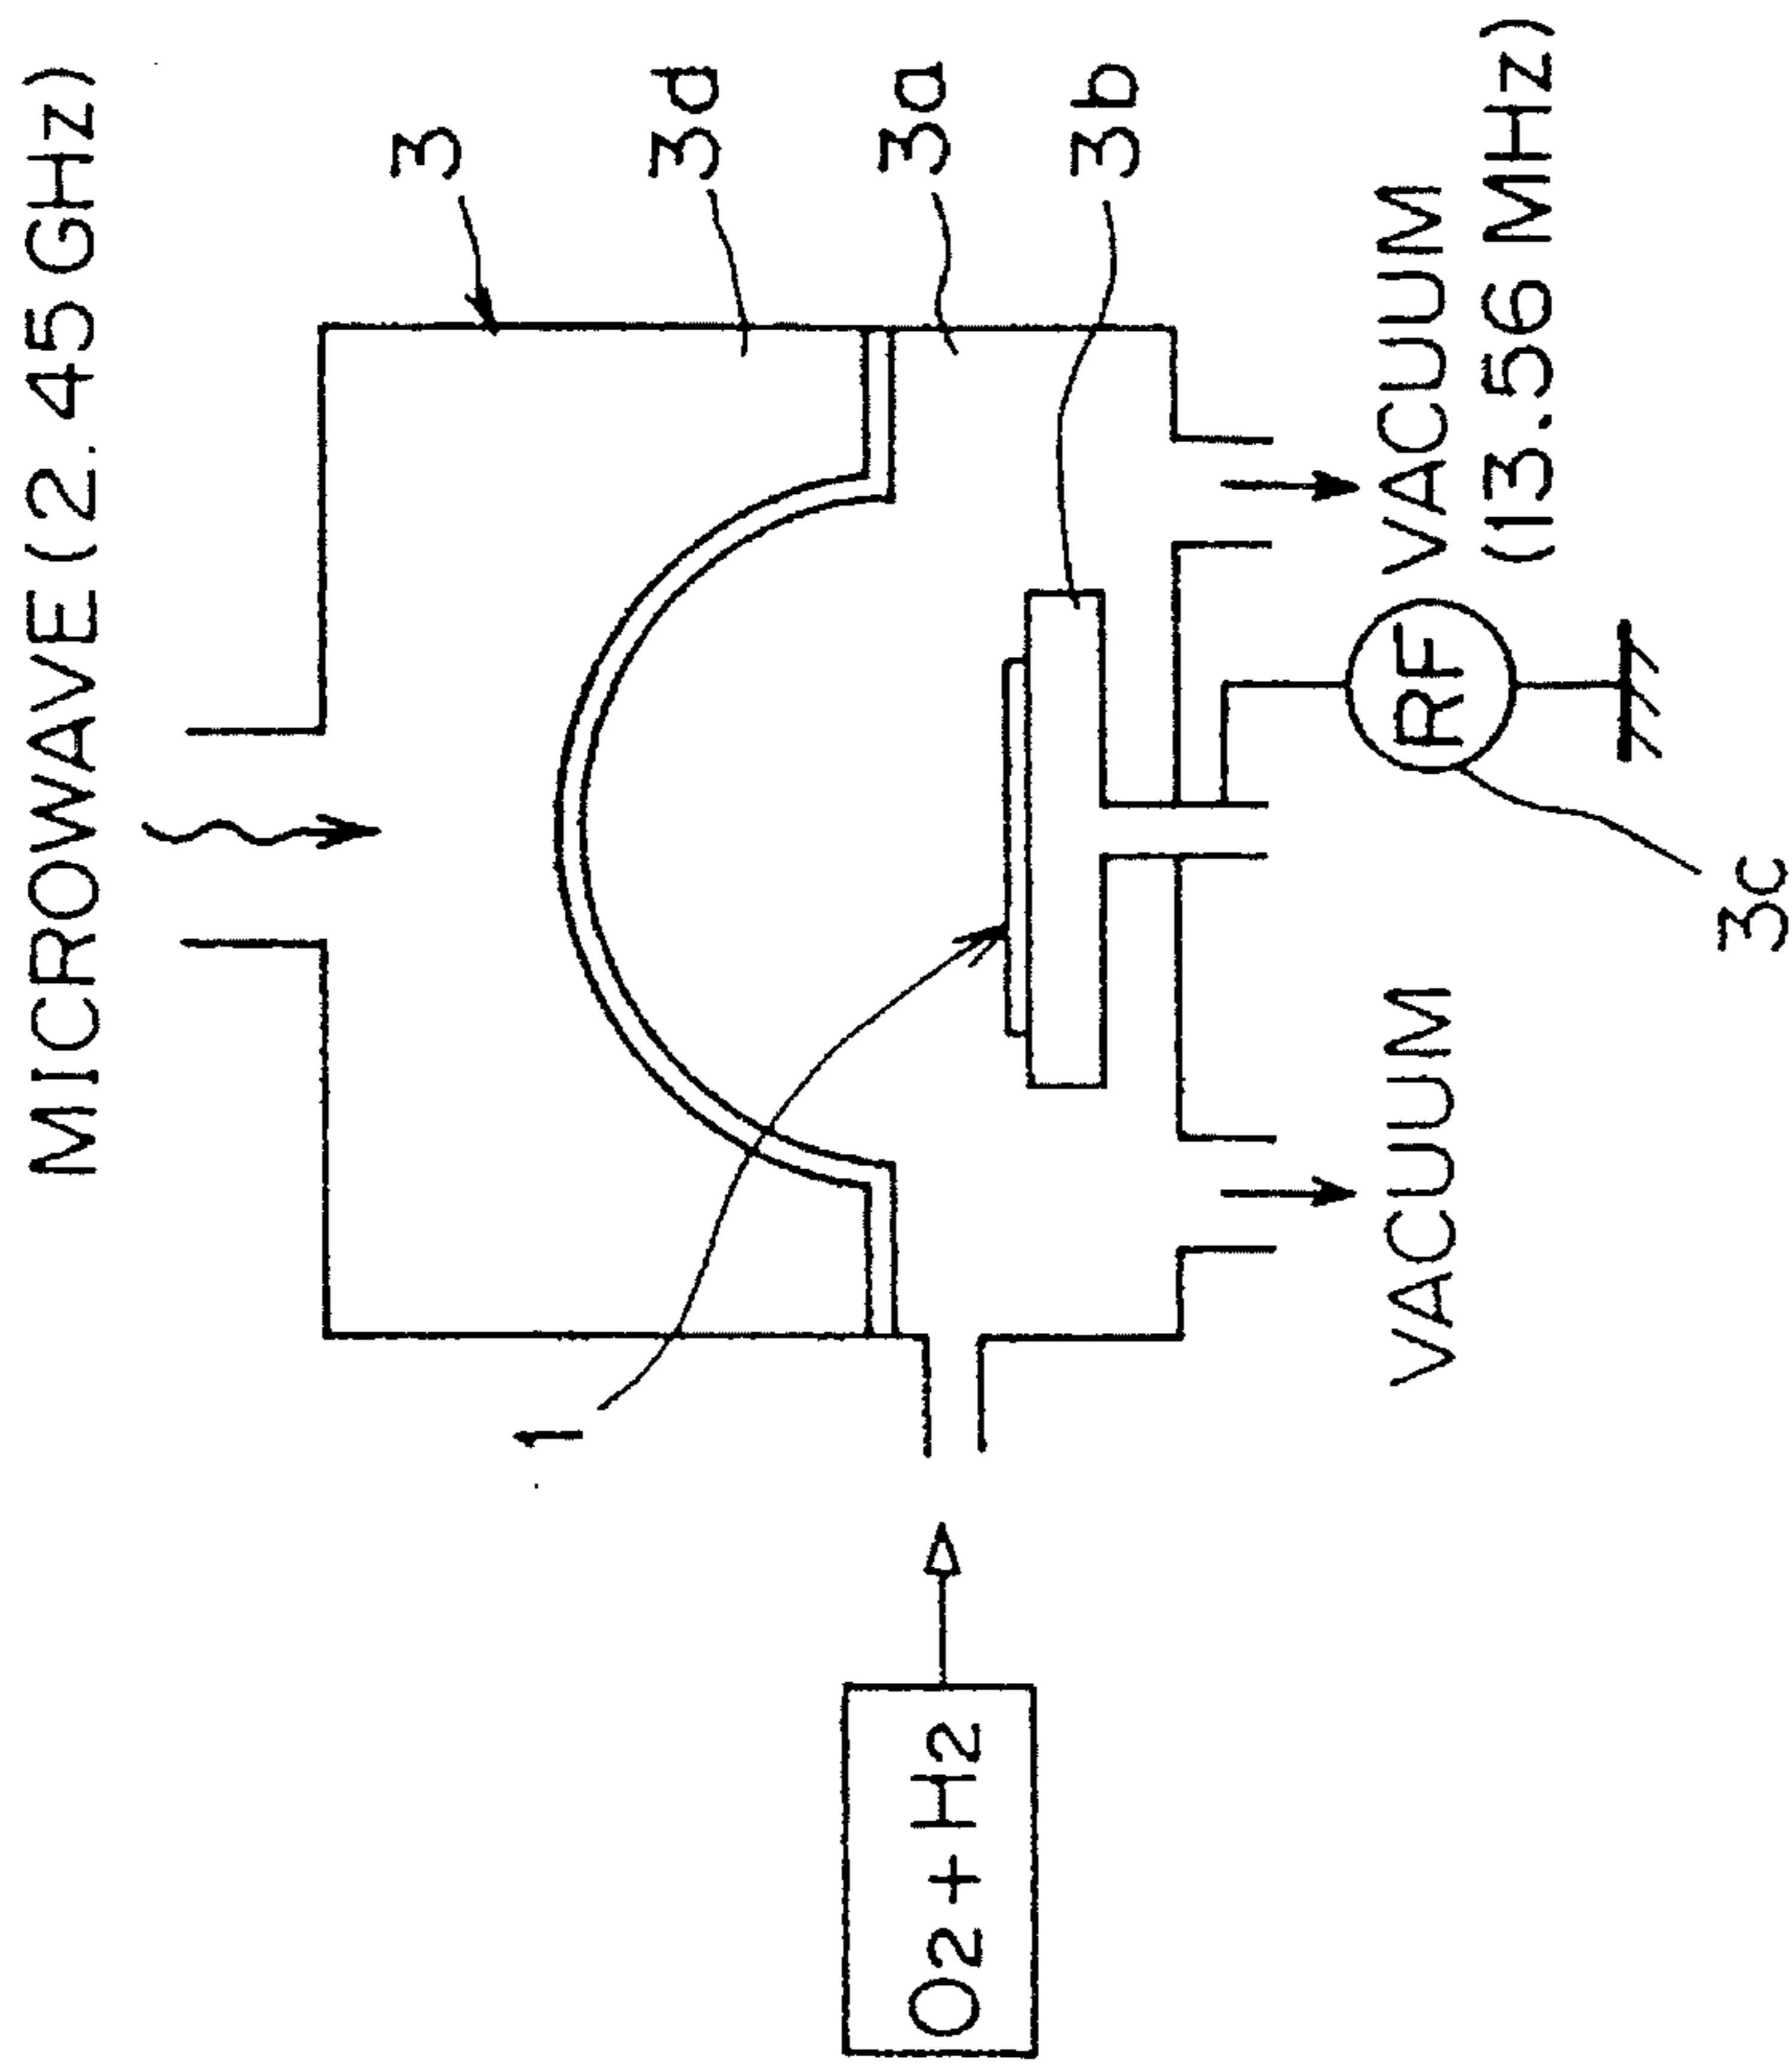 MICROWAVE (2.45 GHz)
3
3d
3a
3b
1
O2+H2
VACUUM
VACUUM
RF
(13.56 MHz)
3c